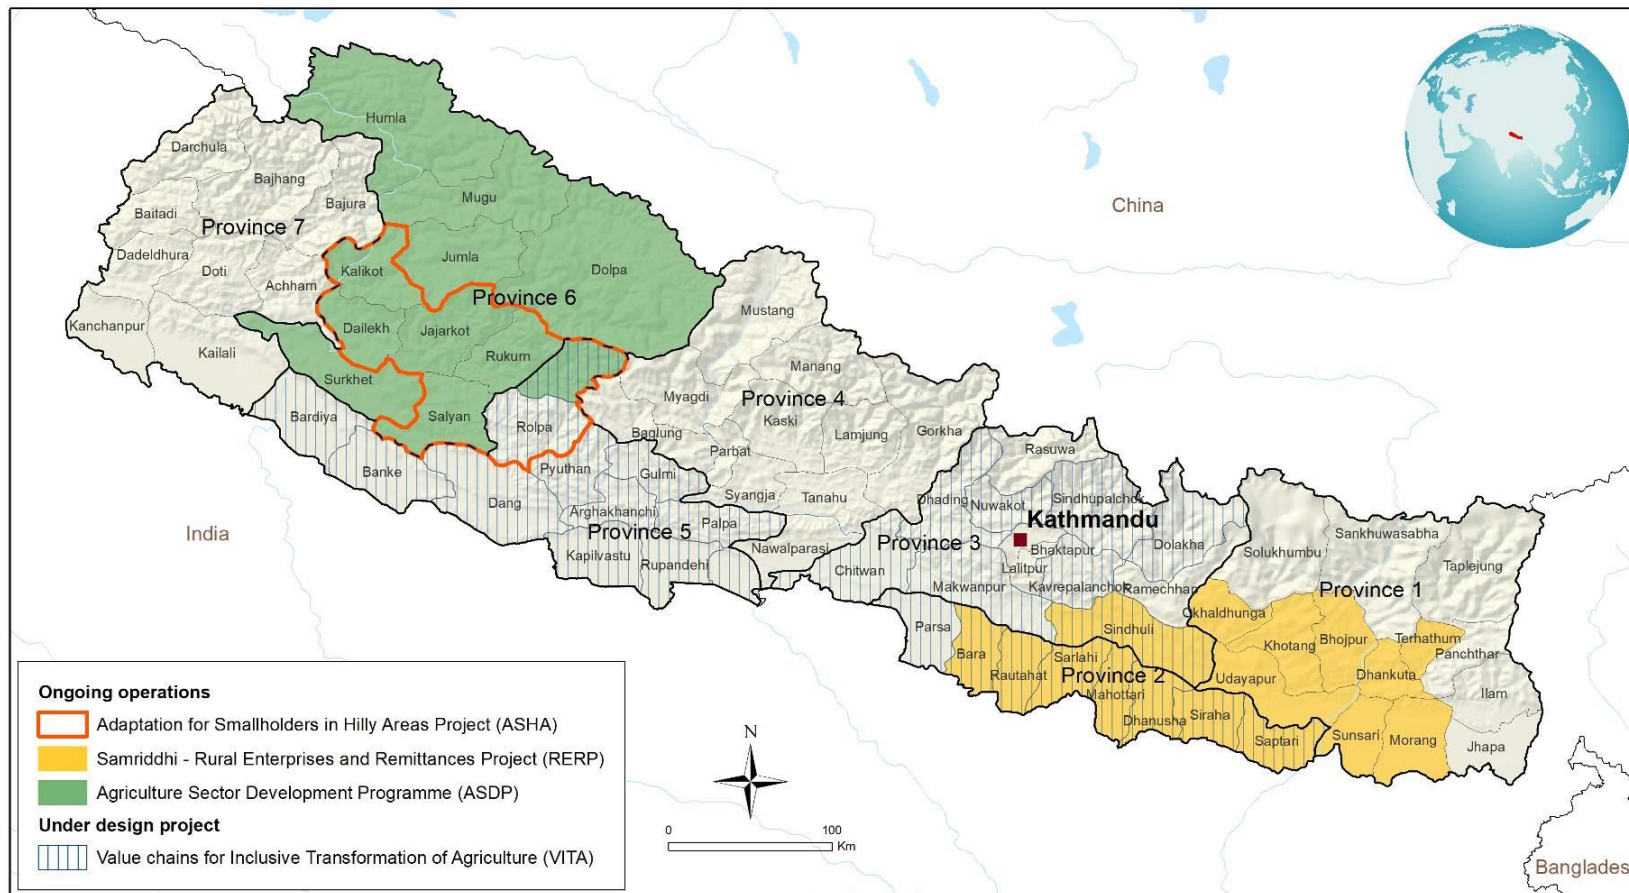 Humla
Darchula
Bajhang
Mugu
Bajura
China
Baitadi
Province 7
Dadeldhura
Jumla
Doti
Kalikot
Dolpa
Achham
Province 6
Mustang
Kanchanpur
Dailekh
Jajarkot
Kailali
Rukum
Manang
Surkhet
Myagdi
Province 4
Bardiya
Salyan
Kaski
Rolpa
Baglung
Lamjung
Gorkha
Parbat
Rasuwa
Banke
Pyuthan
Gulmi
Syangja
Tanahu
Dhading
Nuwakot
Sindhupalchok
Sankhuwasabha
Dang
Arghakhanchi
Palpa
Kathmandu
India
Province 5
Province 3
Bhaktapur
Dolakha
Solukhumbu
Kapilvastu
Rupandehi
Nawalparasi
Chitwan
Lalitpur
Taplejung
Makwanpur
Kavrepalanchok
Ramechhap
Province 1
Okhaldhunga
Parsa
Sindhuli
Khotang
Bhojpur
Terhathum
Bara
Sarlahi
Panchthar
Rautahat
Province 2
Udayapur
Dhankuta
Mahottari
Ilam
Dhanusha
Siraha
Saptari
Sunsari
Morang
Jhapa
Ongoing operations
Adaptation for Smallholders in Hilly Areas Project (ASHA)
Samriddhi - Rural Enterprises and Remittances Project (RERP)
Agriculture Sector Development Programme (ASDP)
Under design project
Value chains for Inclusive Transformation of Agriculture (VITA)
N
0 100
Km
Bangladesh